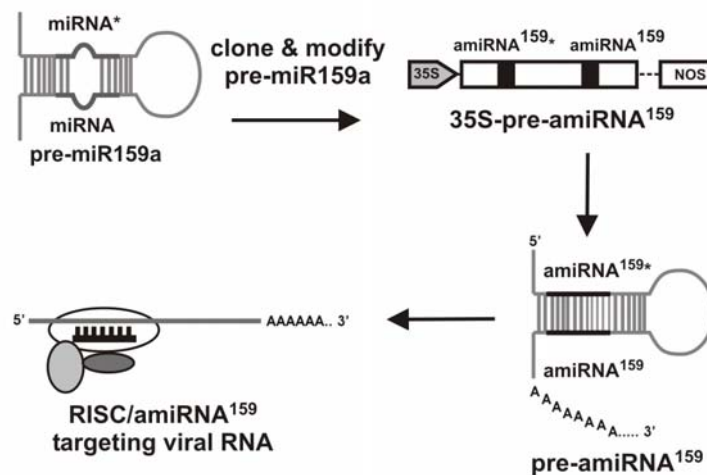 miRNA*
miRNA
pre-miR159a
clone & modify
pre-miR159a
amiRNA159* amiRNA159
35S NOS
35S-pre-amiRNA159
5'
amiRNA159*
amiRNA159
AAAAAAA..... 3'
pre-amiRNA159
5' AAAAAA.. 3'
RISC/amiRNA159
targeting viral RNA